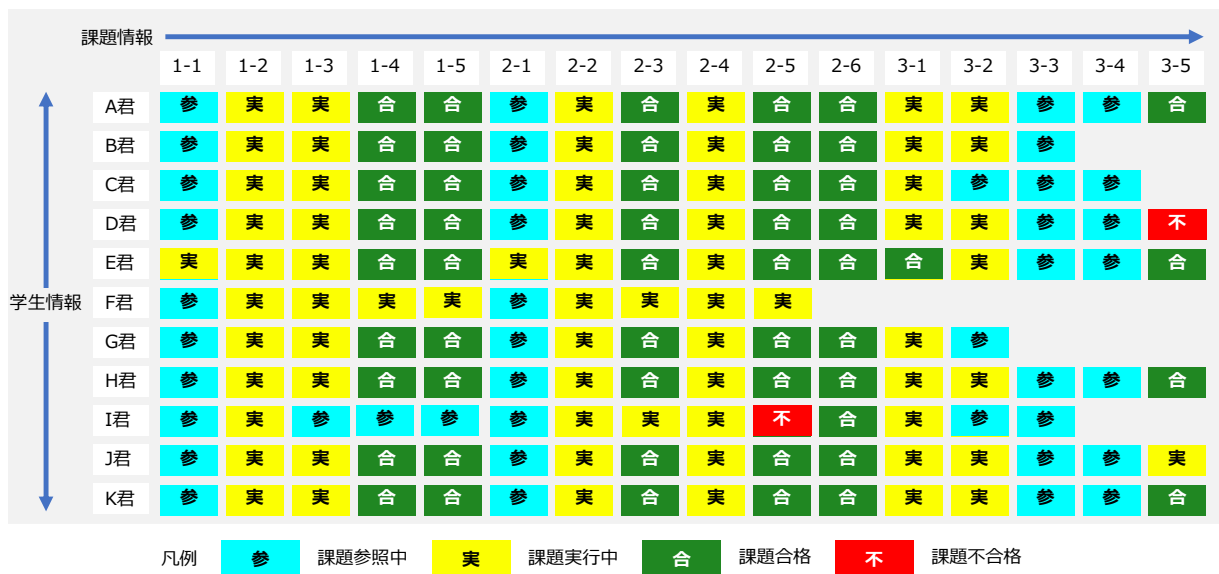 課題情報
1-1 1-2 1-3 1-4 1-5 2-1 2-2 2-3 2-4 2-5 2-6 3-1 3-2 3-3 3-4 3-5
A君 参 実 実 合 合 参 実 合 実 合 合 実 実 参 参 合
B君 参 実 実 合 合 参 実 合 実 合 合 実 実 参
C君 参 実 実 合 合 参 実 合 実 合 合 実 参 参 参
D君 参 実 実 合 合 参 実 合 実 合 合 実 実 参 参 不
E君 実 実 実 合 合 実 実 合 実 合 合 合 実 参 参 合
学生情報 F君 参 実 実 実 実 参 実 実 実 実
G君 参 実 実 合 合 参 実 合 実 合 合 実 参
H君 参 実 実 合 合 参 実 合 実 合 合 実 実 参 参 合
I君 参 実 参 参 参 参 実 実 実 不 合 実 参 参
J君 参 実 実 合 合 参 実 合 実 合 合 実 実 参 参 実
K君 参 実 実 合 合 参 実 合 実 合 合 実 実 参 参 合
凡例 参 課題参照中 実 課題実行中 合 課題合格 不 課題不合格